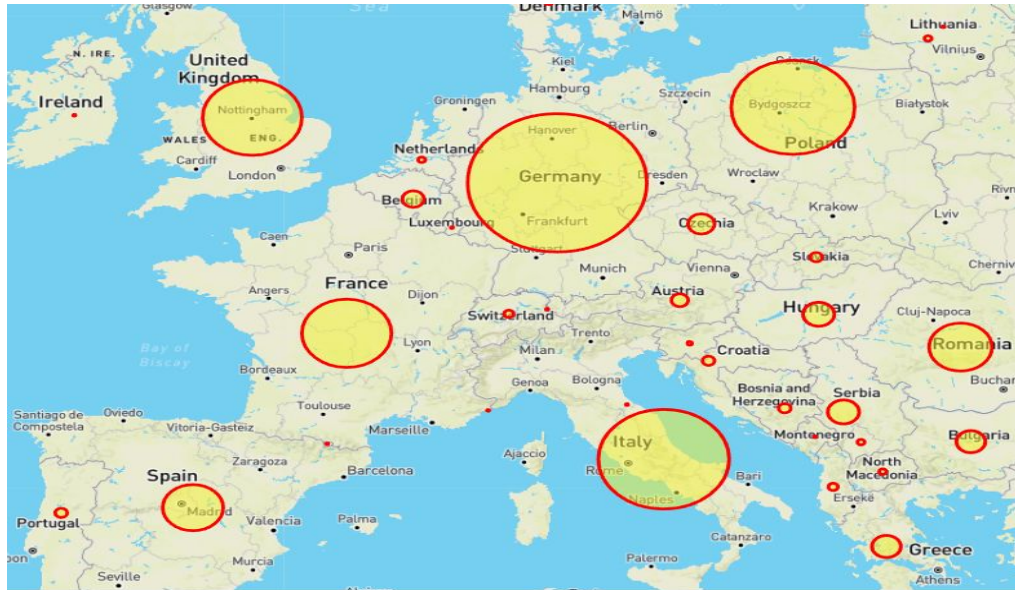 Glasgow
Sea
Denmark
Malmö
Lithuania
Vilnius
N. IRE.
United
Kingdom
Kiel
Gdansk
Ireland
Nottingham
Groningen
Hamburg
Szczecin
Bydgoszcz
Białystok
WALES
ENG.
Hanover
Berlin
Poland
Cardiff
London
Netherlands
Germany
Dresden
Wroclaw
Belgium
Luxembourg
Frankfurt
Czechia
Krakow
Lviv
Rivn
Caen
Paris
Stuttgart
Munich
Vienna
Slovakia
Cherniv
Angers
France
Dijon
Austria
Hungary
Cluj-Napoca
Switzerland
Trento
Romania
Bay of
Biscay
Lyon
Milan
Croatia
Bordeaux
Genoa
Bologna
Bosnia and
Herzegovina
Serbia
Buchar
Santiago de
Compostela
Oviedo
Toulouse
Marseille
Vitoria-Gasteiz
Italy
Montenegro
Bulgaria
Spain
Zaragoza
Barcelona
Ajaccio
Rome
Bari
North
Macedonia
Naples
Ersekë
Portugal
Madrid
Valencia
Palma
Catanzaro
Greece
bon
Murcia
Palermo
Athens
Seville